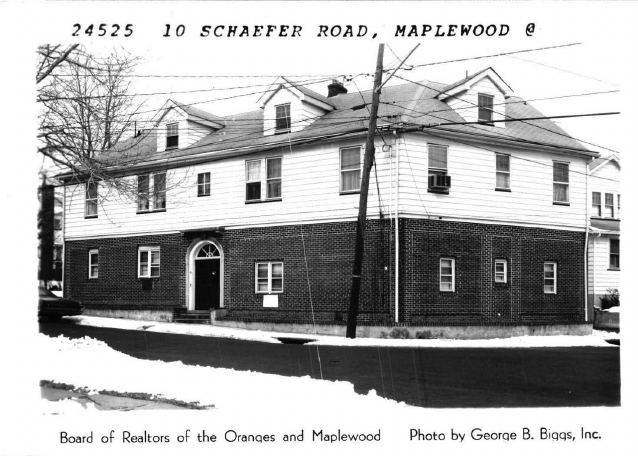 24525 10 SCHAEFER ROAD, MAPLEWOOD @
Board of Realtors of the Oranges and Maplewood Photo by George B. Biggs, Inc.